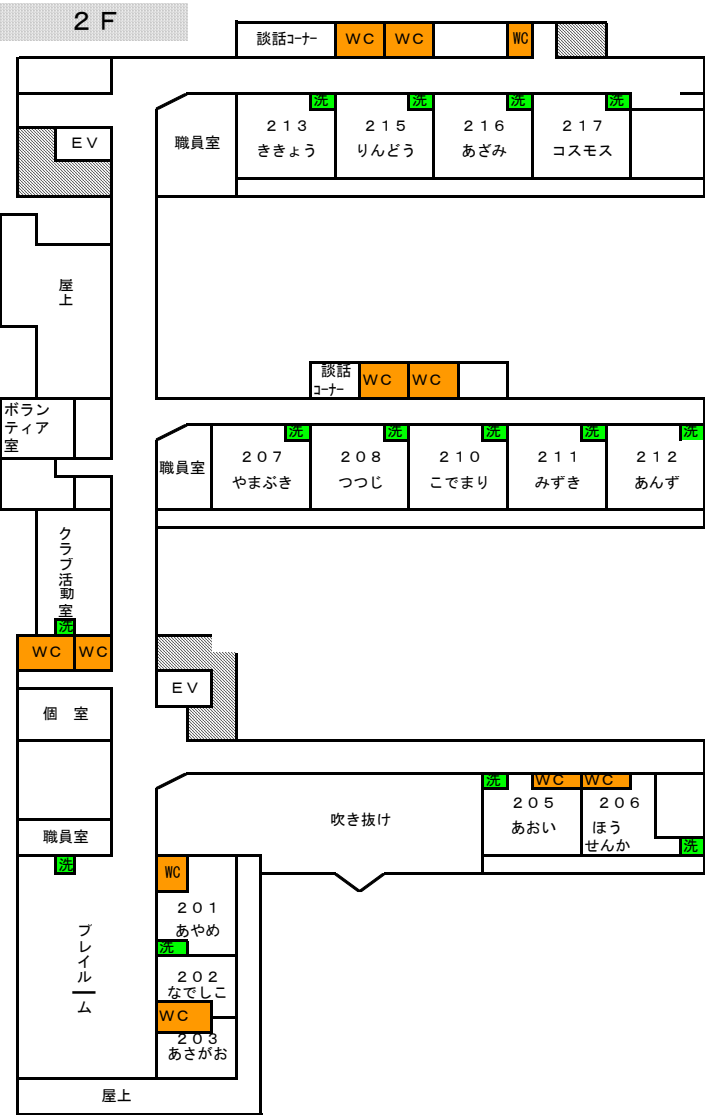 ２Ｆ
談話ｺｰﾅｰ
ＷＣ
ＷＣ
WC
洗
洗
洗
洗
ＥＶ
職員室
２１３
ききょう
２１５
りんどう
２１６
あざみ
２１７
コスモス
屋上
談話
ｺｰﾅｰ
ＷＣ
ＷＣ
ボラン
ティア
室
洗
洗
洗
洗
洗
職員室
２０７
やまぶき
２０８
つつじ
２１０
こでまり
２１１
みずき
２１２
あんず
クラブ活動室
洗
ＷＣ
ＷＣ
ＥＶ
個　室
洗
ＷＣ
ＷＣ
吹き抜け
２０５
あおい
２０６
ほう
せんか
洗
職員室
洗
WC
２０１
あやめ
洗
プレイルーム
２０２
なでしこ
ＷＣ
２０３
あさがお
屋上